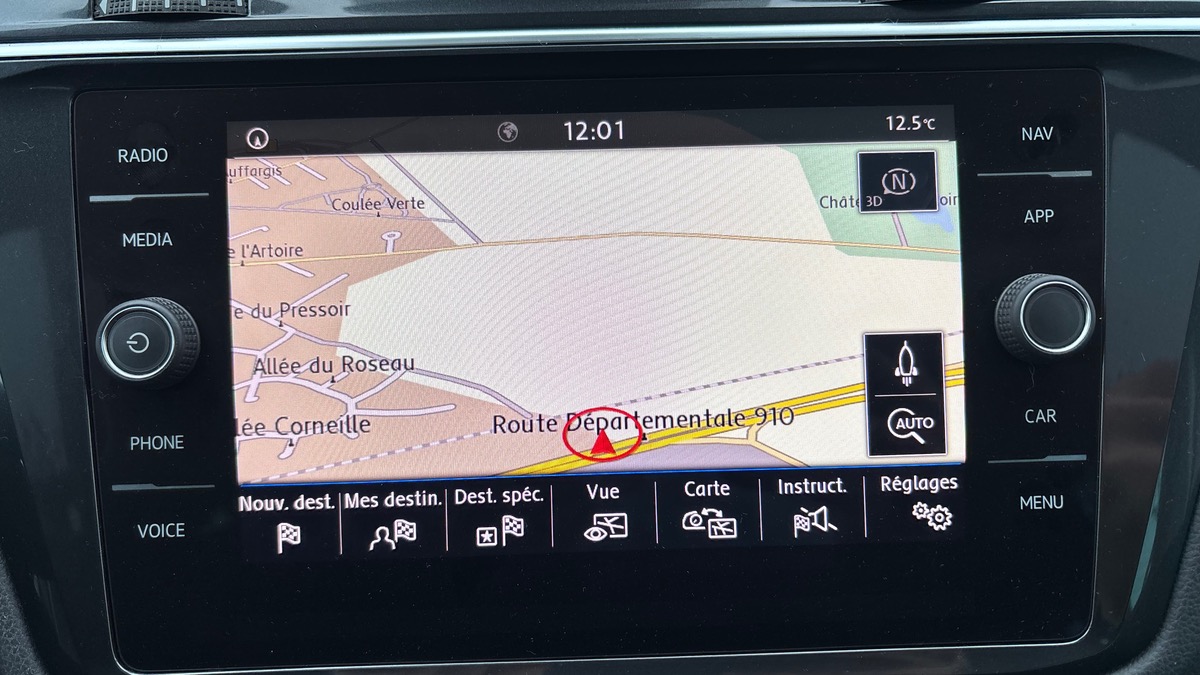 12:01
12.5°C
RADIO
MEDIA
PHONE
VOICE
uffargis
Coulée Verte
e l'Artoire
e du Pressoir
Allée du Roseau
lée Corneille
Route Départementale 910
Chât
oir
N
3D
AUTO
NAV
APP
CAR
MENU
Nouv. dest.
Mes destin.
Dest. spéc.
Vue
Carte
Instruct.
Réglages